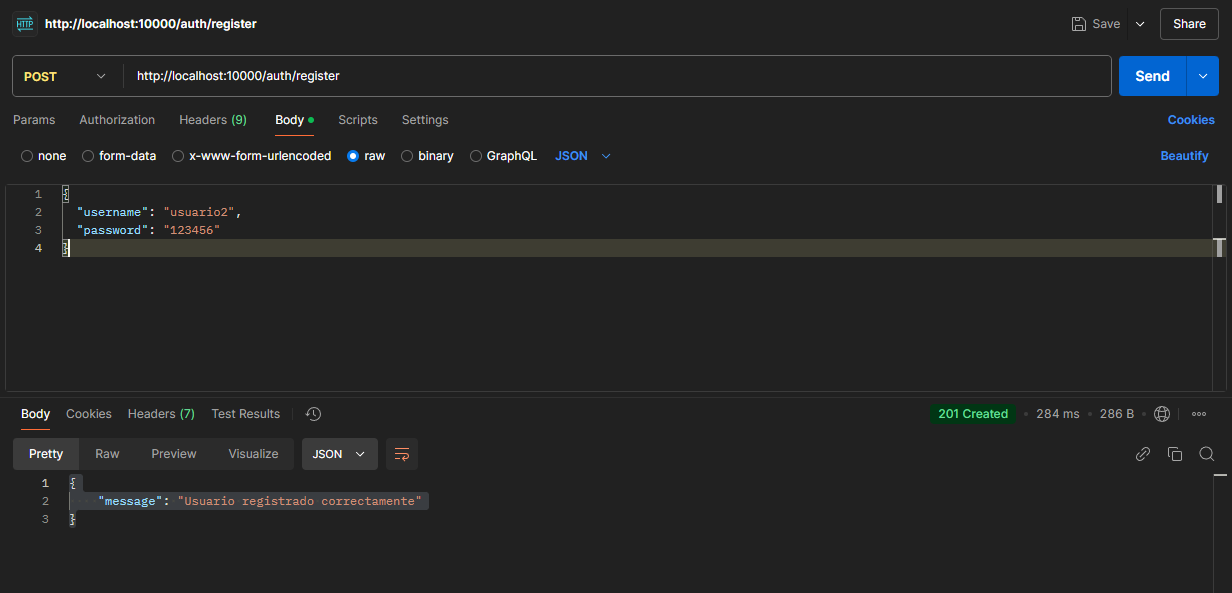 HTTP http://localhost:10000/auth/register Save Share
POST http://localhost:10000/auth/register Send
Params Authorization Headers (9) Body Scripts Settings Cookies
none form-data x-www-form-urlencoded raw binary GraphQL JSON Beautify
1 {
2 "username": "usuario2",
3 "password": "123456"
4 }
Body Cookies Headers (7) Test Results 201 Created • 284 ms • 286 B •
Pretty Raw Preview Visualize JSON
1 {
2 "message": "Usuario registrado correctamente"
3 }